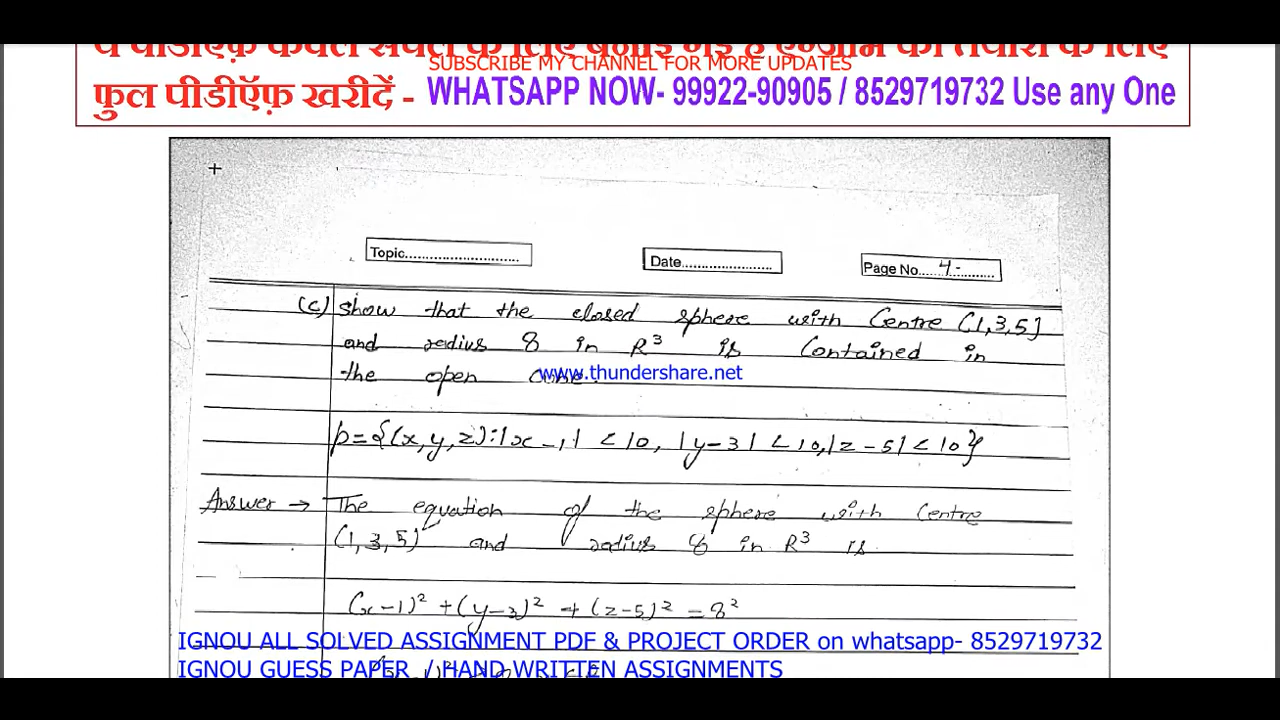 SUBSCRIBE MY CHANNEL FOR MORE UPDATES
फुल पीडीऍफ़ खरीदें - WHATSAPP NOW- 99922-90905 / 8529719732 Use any One
Topic..............................
Date......................
Page No.....4-..........
(c) show that the closed sphere with Centre (1,3,5)
and redius 8 in R³ is Contained in
the open
www.thundershare.net
p={(x,y,z):|x-1| <10, |y-3| <10,|z-5|<10}
Answer → The equation of the sphere with Centre
(1,3,5) and redius 8 in R³ is
(x-1)² +(y-3)² +(z-5)² =8²
IGNOU ALL SOLVED ASSIGNMENT PDF & PROJECT ORDER on whatsapp- 8529719732
IGNOU GUESS PAPER / HAND WRITTEN ASSIGNMENTS